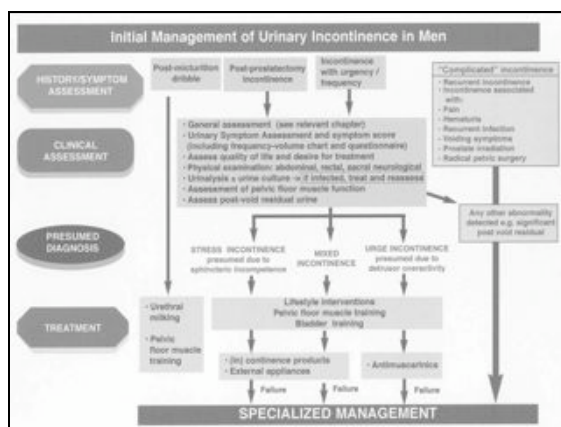 Initial Management of Urinary Incontinence in Men
HISTORY/SYMPTOM
ASSESSMENT
Post-micturition
dribble
Post-prostatectomy
incontinence
Incontinence
with urgency /
frequency
"Complicated" incontinence
• Recurrent incontinence
• Incontinence associated
with:
• Pain
• Hematuria
• Recurrent infection
• Voiding symptoms
• Prostate irradiation
• Radical pelvic surgery
CLINICAL
ASSESSMENT
• General assessment (see relevant chapter)
• Urinary Symptom Assessment and symptom score
(including frequency-volume chart and questionnaire)
• Assess quality of life and desire for treatment
• Physical examination: abdominal, rectal, sacral neurological
• Urinalysis ± urine culture -> if infected, treat and reassess
• Assessment of pelvic floor muscle function
• Assess post-void residual urine
Any other abnormality
detected e.g. significant
post void residual
PRESUMED
DIAGNOSIS
STRESS INCONTINENCE
presumed due to
sphincteric incompetence
MIXED
INCONTINENCE
URGE INCONTINENCE
presumed due to
detrusor overactivity
TREATMENT
• Urethral
milking
• Pelvic
floor muscle
training
Lifestyle interventions
Pelvic floor muscle training
Bladder training
• (in) continence products
• External appliances
• Antimuscarinics
Failure
Failure
Failure
SPECIALIZED MANAGEMENT